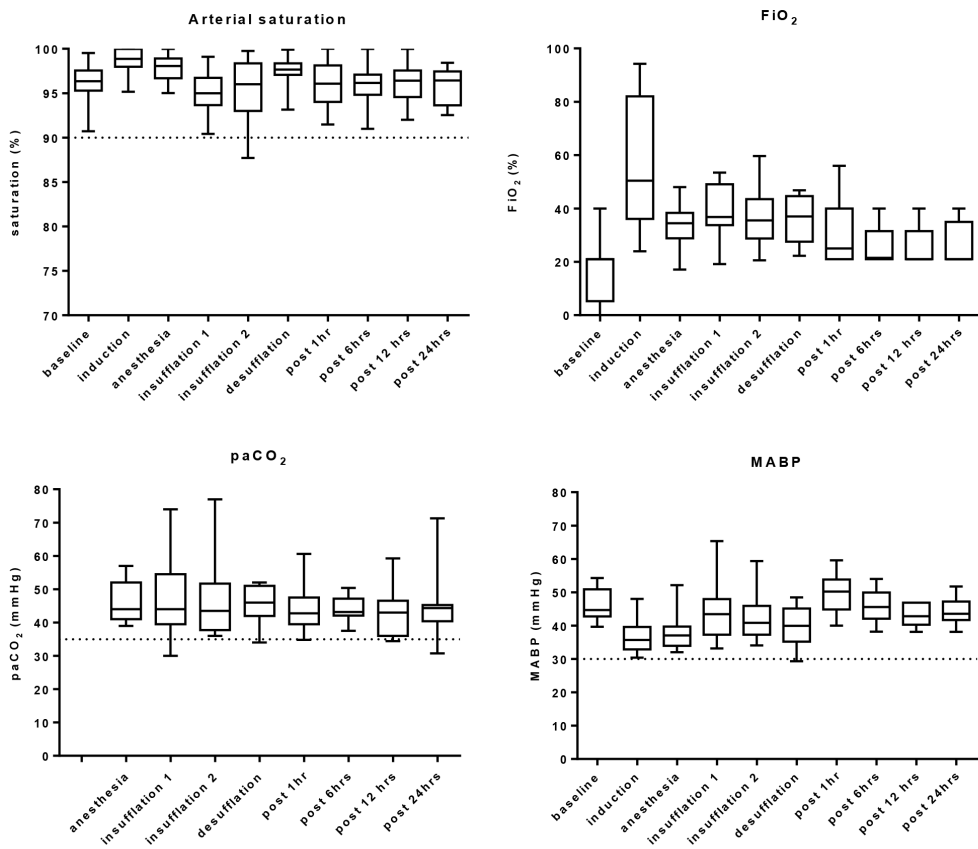 Arterial saturation
saturation (%)
100
95
90
85
80
75
70
baseline
induction
anesthesia
insufflation 1
insufflation 2
desufflation
post 1hr
post 6hrs
post 12 hrs
post 24hrs
FiO2
FiO2 (%)
100
80
60
40
20
0
baseline
induction
anesthesia
insufflation 1
insufflation 2
desufflation
post 1hr
post 6hrs
post 12 hrs
post 24hrs
paCO2
paCO2 (mmHg)
80
70
60
50
40
30
20
10
0
anesthesia
insufflation 1
insufflation 2
desufflation
post 1hr
post 6hrs
post 12 hrs
post 24hrs
MABP
MABP (mmHg)
80
70
60
50
40
30
20
10
0
baseline
induction
anesthesia
insufflation 1
insufflation 2
desufflation
post 1hr
post 6hrs
post 12 hrs
post 24hrs